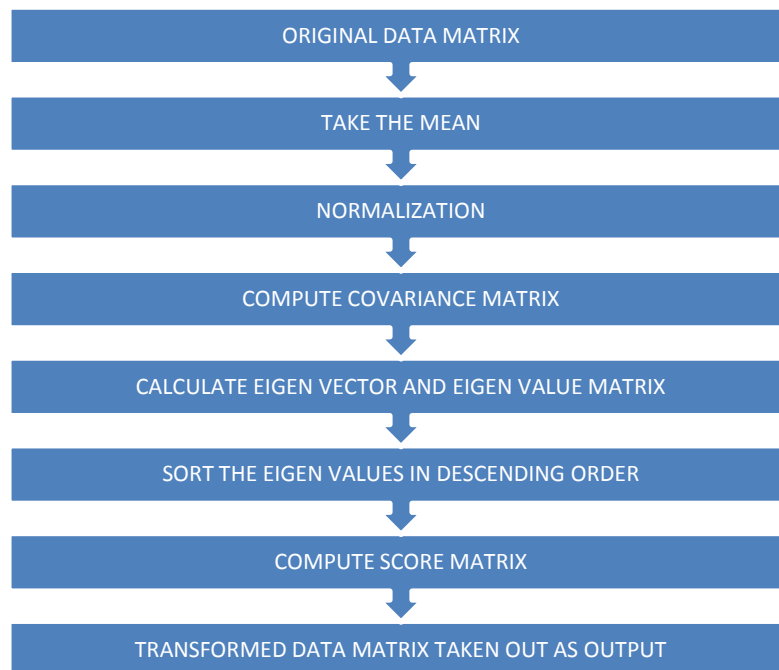 ORIGINAL DATA MATRIX
TAKE THE MEAN
NORMALIZATION
COMPUTE COVARIANCE MATRIX
CALCULATE EIGEN VECTOR AND EIGEN VALUE MATRIX
SORT THE EIGEN VALUES IN DESCENDING ORDER
COMPUTE SCORE MATRIX
TRANSFORMED DATA MATRIX TAKEN OUT AS OUTPUT